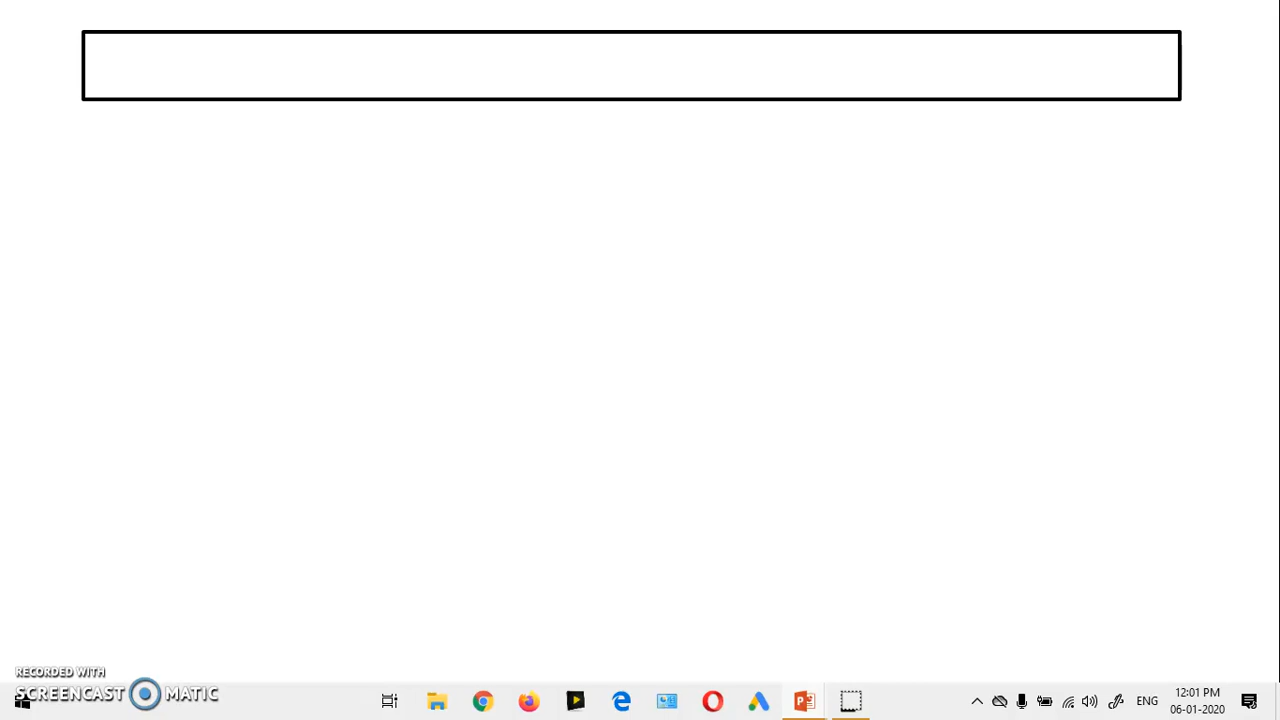 RECORDED WITH
SCREENCAST MATIC
ENG
12:01 PM
06-01-2020